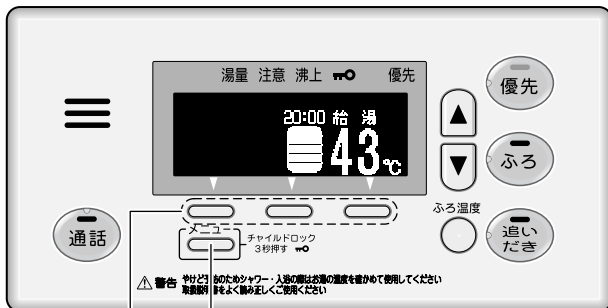 湯量 注意 沸上 優先
20:00 給湯
43℃
優先
ふろ
ふろ温度
追い
だき
通話
メニュー
チャイルドロック
3秒押す
警告 やけど予防のためシャワー・入浴の際はお湯の温度を確かめて使用してください
取扱説明書をよく読み正しくご使用ください